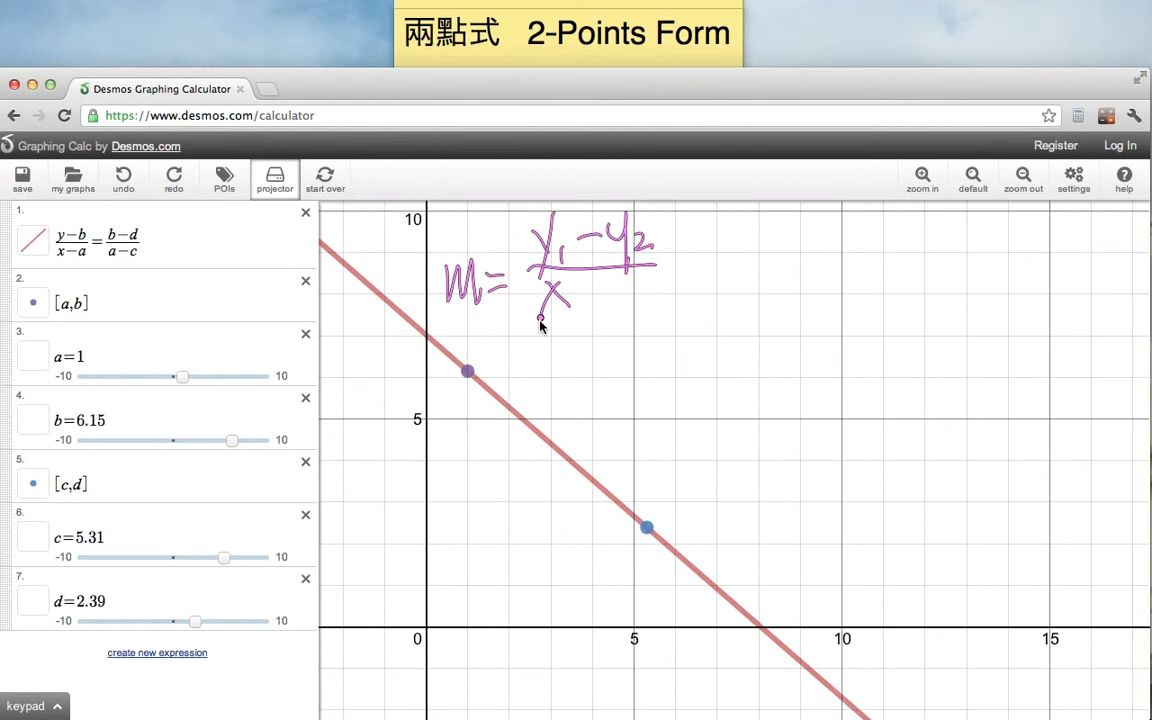 兩點式 2-Points Form
Desmos Graphing Calculator
https://www.desmos.com/calculator
Graphing Calc by Desmos.com
Register Log In
save my graphs undo redo POIs projector start over zoom in default zoom out settings help
1.
y−b/x−a = b−d/a−c
2.
[a,b]
3.
a=1
-10 10
4.
b=6.15
-10 10
5.
[c,d]
6.
c=5.31
-10 10
7.
d=2.39
-10 10
create new expression
keypad
y₁−y₂
m=
x
10
5
0 5 10 15